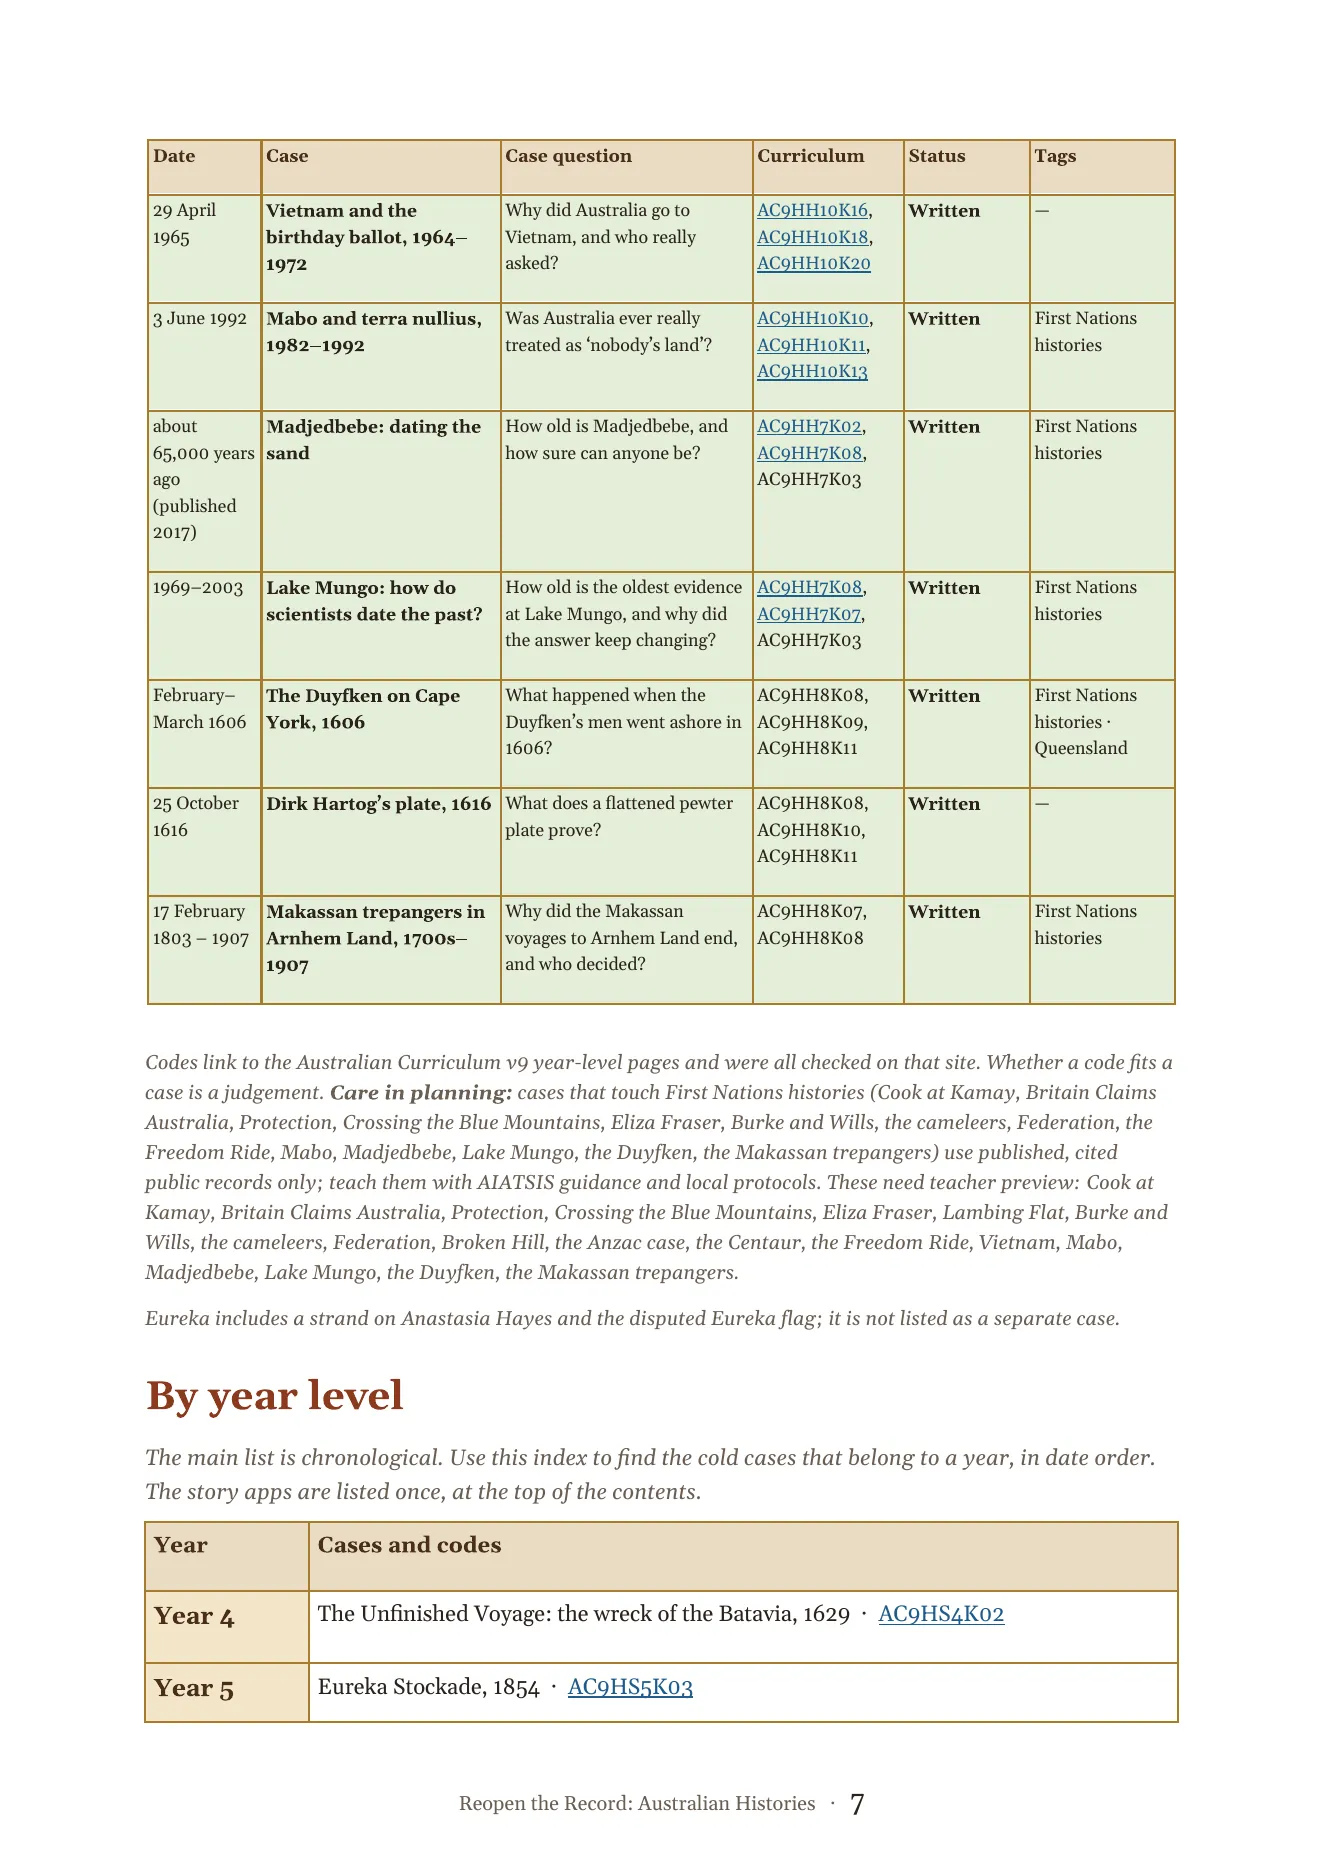 Date Case Case question Curriculum Status Tags
29 April Vietnam and the Why did Australia go to AC9HH10K16, Written —
1965 birthday ballot, 1964– Vietnam, and who really AC9HH10K18,
1972 asked? AC9HH10K20
3 June 1992 Mabo and terra nullius, Was Australia ever really AC9HH10K10, Written First Nations
1982–1992 treated as ‘nobody’s land’? AC9HH10K11, histories
AC9HH10K13
about Madjedbebe: dating the How old is Madjedbebe, and AC9HH7K02, Written First Nations
65,000 years sand how sure can anyone be? AC9HH7K08, histories
ago AC9HH7K03
(published
2017)
1969–2003 Lake Mungo: how do How old is the oldest evidence AC9HH7K08, Written First Nations
scientists date the past? at Lake Mungo, and why did AC9HH7K07, histories
the answer keep changing? AC9HH7K03
February– The Duyfken on Cape What happened when the AC9HH8K08, Written First Nations
March 1606 York, 1606 Duyfken’s men went ashore in AC9HH8K09, histories ·
1606? AC9HH8K11 Queensland
25 October Dirk Hartog’s plate, 1616 What does a flattened pewter AC9HH8K08, Written —
1616 plate prove? AC9HH8K10,
AC9HH8K11
17 February Makassan trepangers in Why did the Makassan AC9HH8K07, Written First Nations
1803 – 1907 Arnhem Land, 1700s– voyages to Arnhem Land end, AC9HH8K08 histories
1907 and who decided?
Codes link to the Australian Curriculum v9 year-level pages and were all checked on that site. Whether a code fits a
case is a judgement. Care in planning: cases that touch First Nations histories (Cook at Kamay, Britain Claims
Australia, Protection, Crossing the Blue Mountains, Eliza Fraser, Burke and Wills, the cameleers, Federation, the
Freedom Ride, Mabo, Madjedbebe, Lake Mungo, the Duyfken, the Makassan trepangers) use published, cited
public records only; teach them with AIATSIS guidance and local protocols. These need teacher preview: Cook at
Kamay, Britain Claims Australia, Protection, Crossing the Blue Mountains, Eliza Fraser, Lambing Flat, Burke and
Wills, the cameleers, Federation, Broken Hill, the Anzac case, the Centaur, the Freedom Ride, Vietnam, Mabo,
Madjedbebe, Lake Mungo, the Duyfken, the Makassan trepangers.
Eureka includes a strand on Anastasia Hayes and the disputed Eureka flag; it is not listed as a separate case.
By year level
The main list is chronological. Use this index to find the cold cases that belong to a year, in date order.
The story apps are listed once, at the top of the contents.
Year Cases and codes
Year 4 The Unfinished Voyage: the wreck of the Batavia, 1629 · AC9HS4K02
Year 5 Eureka Stockade, 1854 · AC9HS5K03
Reopen the Record: Australian Histories · 7